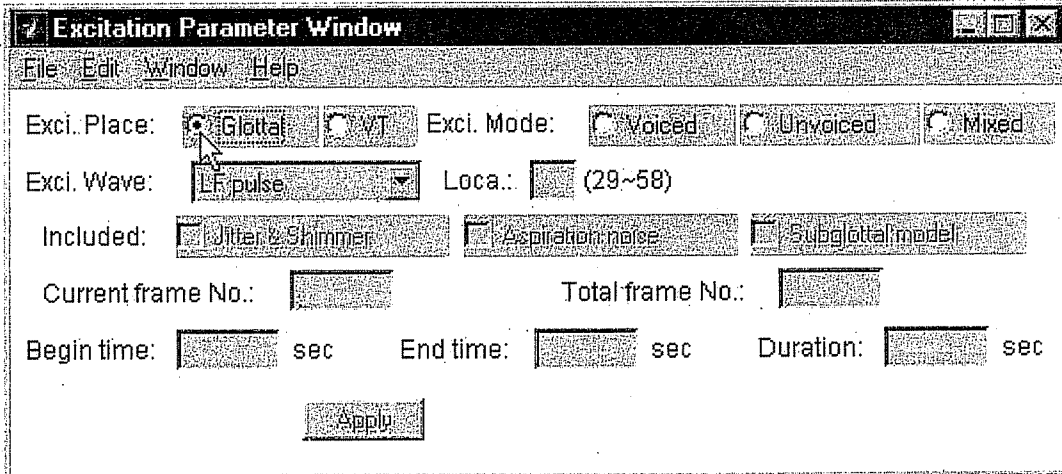 Excitation Parameter Window
File Edit Window Help
Exci. Place: Glottal VT Exci. Mode: Voiced Unvoiced Mixed
Exci. Wave: LF pulse Loca.: (29~58)
Included: Jitter & Shimmer Aspiration noise Subglottal model
Current frame No.: Total frame No.:
Begin time: sec End time: sec Duration: sec
Apply